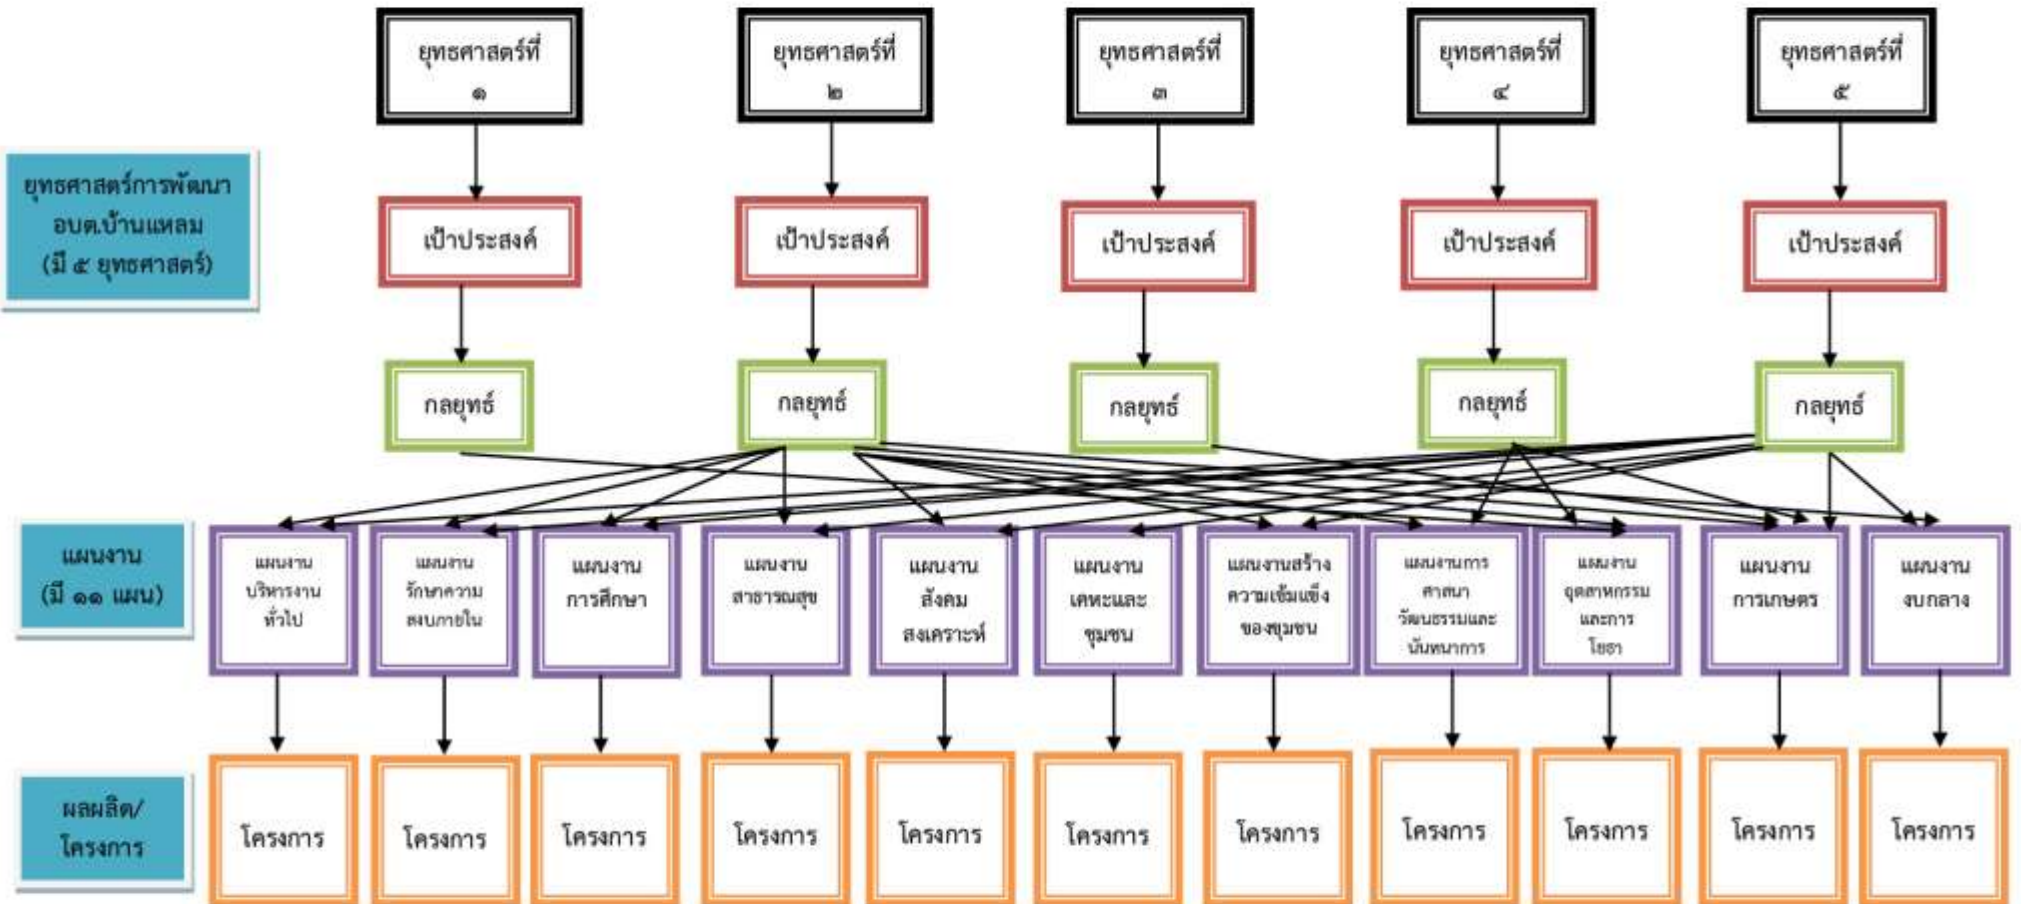 ยุทธศาสตร์ที่
๑
ยุทธศาสตร์ที่
๒
ยุทธศาสตร์ที่
๓
ยุทธศาสตร์ที่
๔
ยุทธศาสตร์ที่
๕
ยุทธศาสตร์การพัฒนา
อบต.บ้านแหลม
(มี ๕ ยุทธศาสตร์)
เป้าประสงค์
เป้าประสงค์
เป้าประสงค์
เป้าประสงค์
เป้าประสงค์
กลยุทธ์
กลยุทธ์
กลยุทธ์
กลยุทธ์
กลยุทธ์
แผนงาน
(มี ๑๑ แผน)
แผนงาน
บริหารงาน
ทั่วไป
แผนงาน
รักษาความ
สงบภายใน
แผนงาน
การศึกษา
แผนงาน
สาธารณสุข
แผนงาน
สังคม
สงเคราะห์
แผนงาน
เคหะและ
ชุมชน
แผนงานสร้าง
ความเข้มแข็ง
ของชุมชน
แผนงานการ
ศาสนา
วัฒนธรรมและ
นันทนาการ
แผนงาน
อุตสาหกรรม
และการ
โยธา
แผนงาน
การเกษตร
แผนงาน
งบกลาง
ผลผลิต/
โครงการ
โครงการ
โครงการ
โครงการ
โครงการ
โครงการ
โครงการ
โครงการ
โครงการ
โครงการ
โครงการ
โครงการ